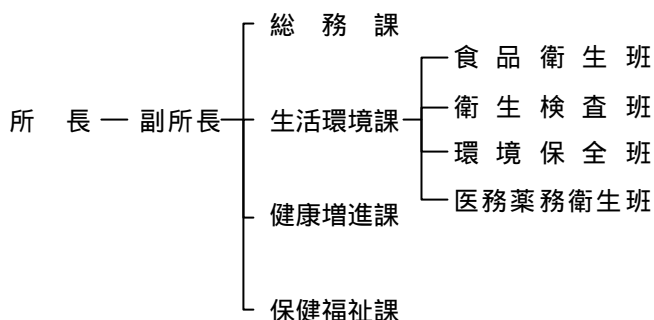 総務課
食品衛生班
所長
副所長
生活環境課
衛生検査班
環境保全班
医務薬務衛生班
健康増進課
保健福祉課